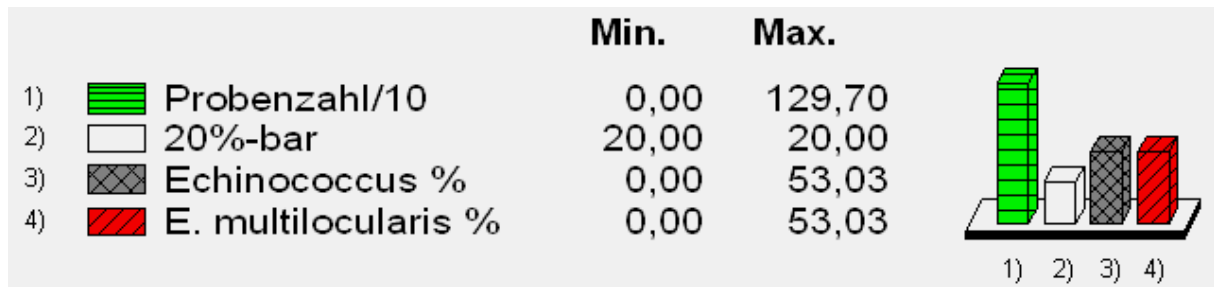 Min. Max.
1) Probenzahl/10 0,00 129,70
2) 20%-bar 20,00 20,00
3) Echinococcus % 0,00 53,03
4) E. multilocularis % 0,00 53,03
1) 2) 3) 4)